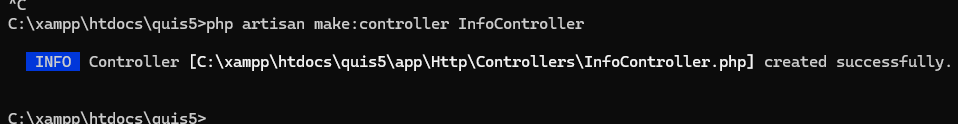 ^C
C:\xampp\htdocs\quis5>php artisan make:controller InfoController
INFO Controller [C:\xampp\htdocs\quis5\app\Http\Controllers\InfoController.php] created successfully.
C:\xampp\htdocs\quis5>